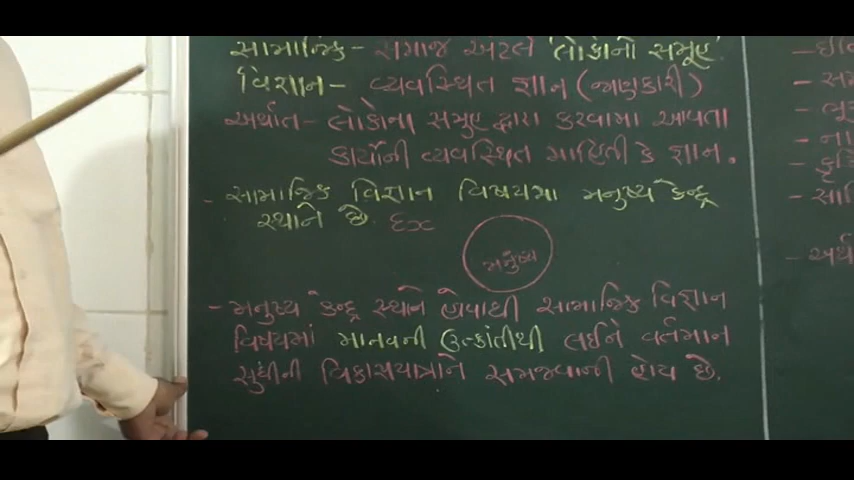 સામાજિક - સમાજ એટલે લોકોનો સમૂહ.
વિજ્ઞાન - વ્યવસ્થિત જ્ઞાન (જાણકારી)
અર્થાત - લોકોના સમુહ દ્વારા કરવામા આવતા
કાર્યોની વ્યવસ્થિત માહિતી કે જ્ઞાન.
- સામાજિક વિજ્ઞાન વિષયમા મનુષ્ય કેન્દ્ર
સ્થાને છે. Ex
મનુષ્ય
- મનુષ્ય કેન્દ્ર સ્થાને હોવાથી સામાજિક વિજ્ઞાન
વિષયમાં માનવની ઉત્ક્રાંતીથી લઈને વર્તમાન
સુધીની વિકાસયાત્રાને સમજવાની હોય છે.
- અર્થ